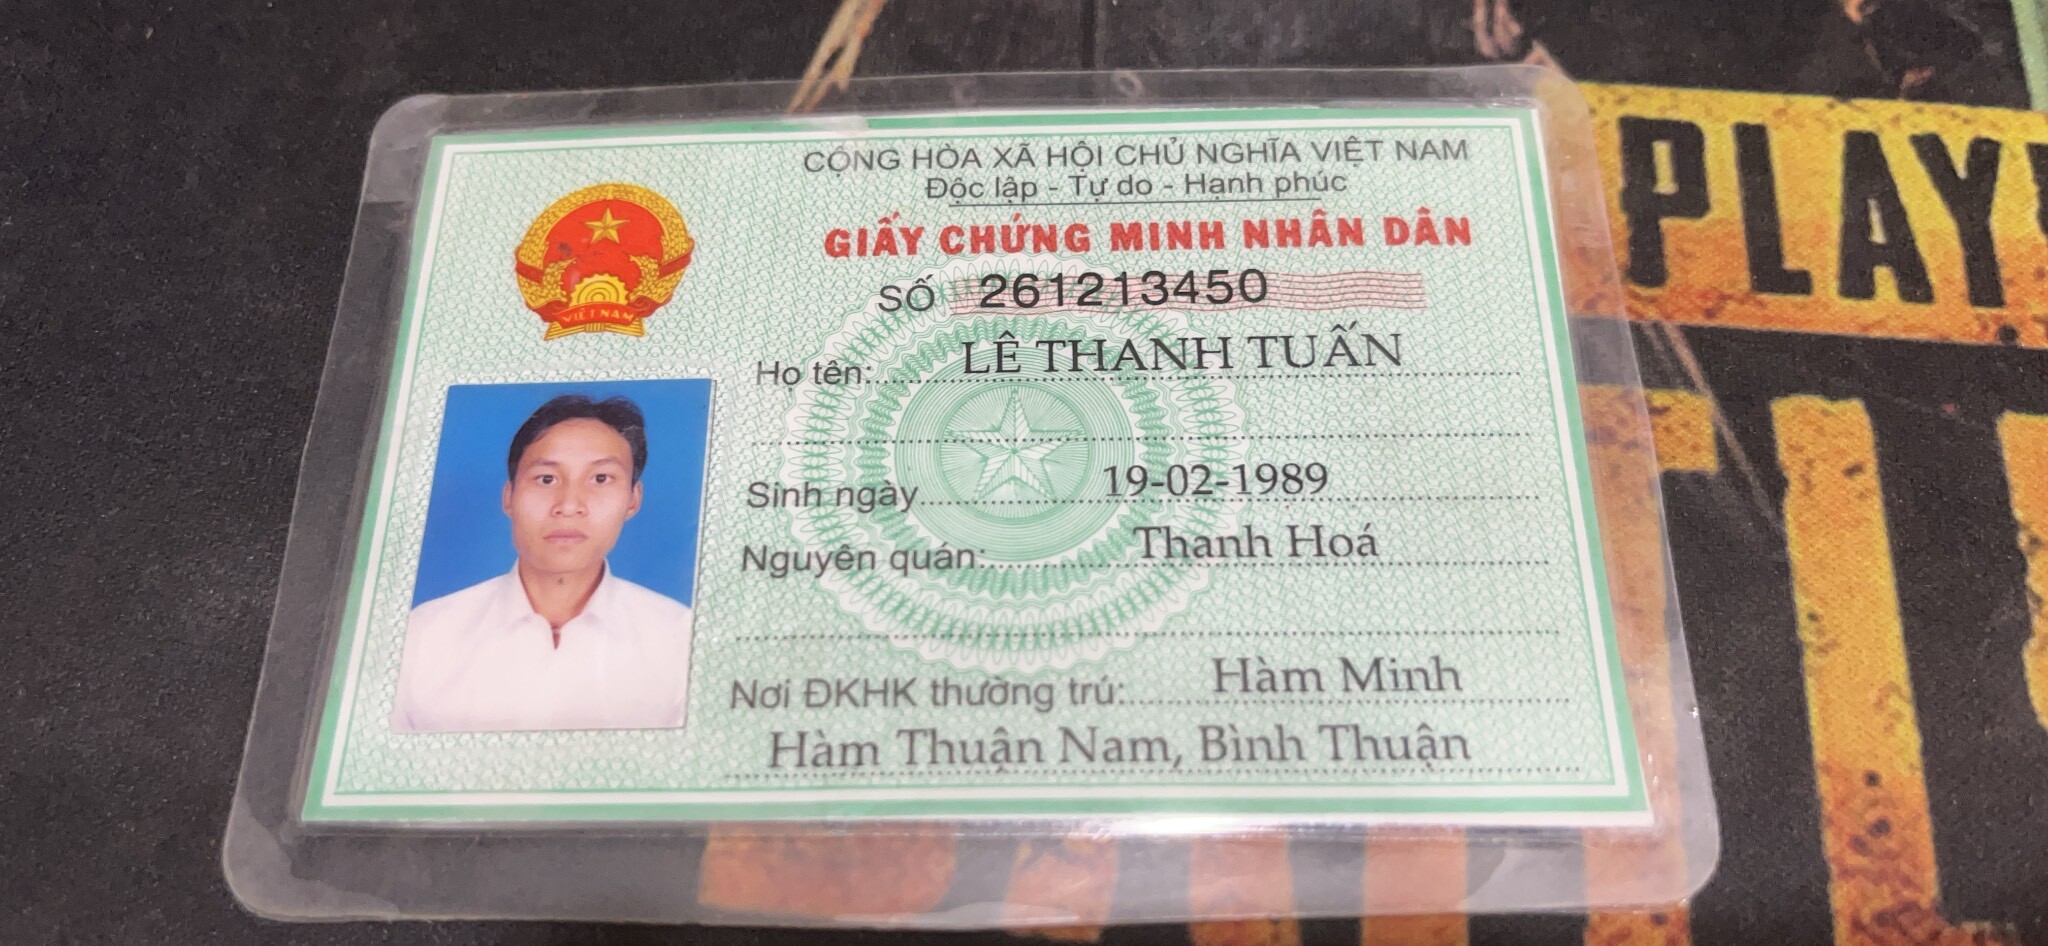 CỘNG HÒA XÃ HỘI CHỦ NGHĨA VIỆT NAM
Độc lập - Tự do - Hạnh phúc
GIẤY CHỨNG MINH NHÂN DÂN
SỐ 261213450
VIỆT NAM
Họ tên: LÊ THANH TUẤN
Sinh ngày 19-02-1989
Nguyên quán: Thanh Hoá
Nơi ĐKHK thường trú: Hàm Minh
Hàm Thuận Nam, Bình Thuận
PLAY